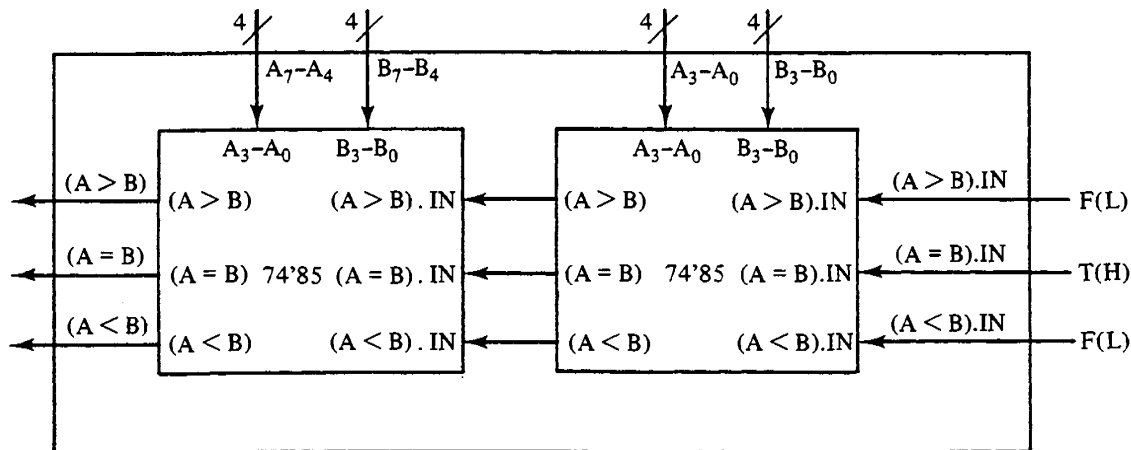 4 4 4 4
A₇–A₄ B₇–B₄ A₃–A₀ B₃–B₀
A₃–A₀ B₃–B₀ A₃–A₀ B₃–B₀
(A > B) (A > B) (A > B) . IN (A > B) (A > B).IN (A > B).IN F(L)
(A = B) (A = B) 74'85 (A = B) . IN (A = B) 74'85 (A = B).IN (A = B).IN T(H)
(A < B) (A < B) (A < B) . IN (A < B) (A < B).IN (A < B).IN F(L)